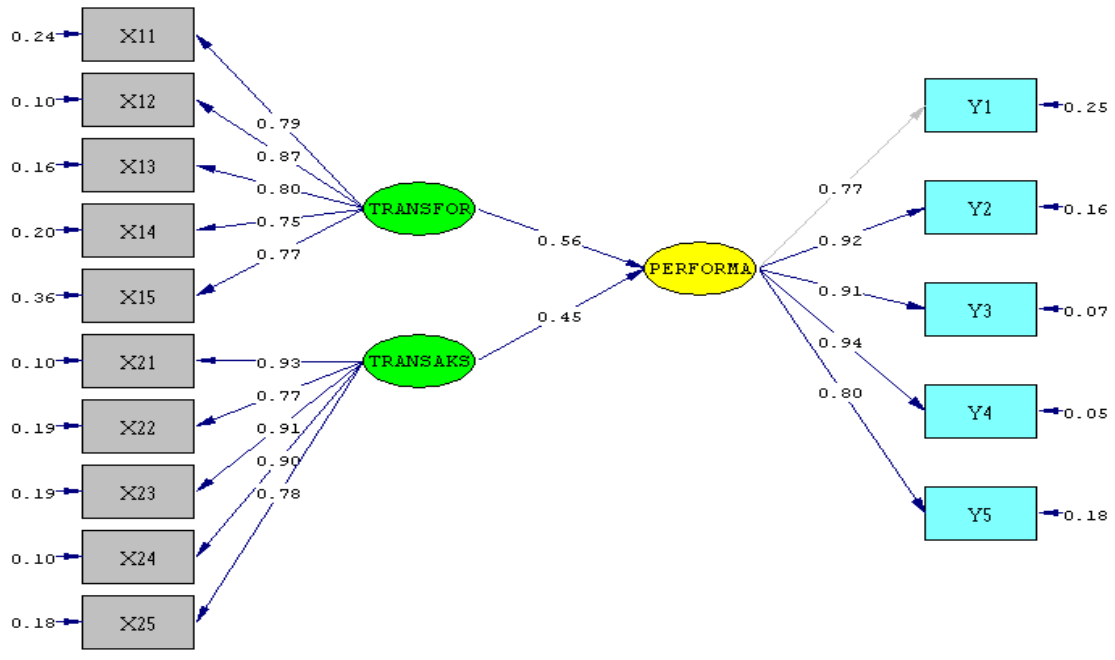 0.24
X11
0.10
X12
0.16
X13
0.20
X14
0.36
X15
0.10
X21
0.19
X22
0.19
X23
0.10
X24
0.18
X25
0.79
0.87
0.80
0.75
0.77
0.93
0.77
0.91
0.90
0.78
TRANSFOR
TRANSAKS
0.56
0.45
PERFORMA
0.77
0.92
0.91
0.94
0.80
Y1
0.25
Y2
0.16
Y3
0.07
Y4
0.05
Y5
0.18